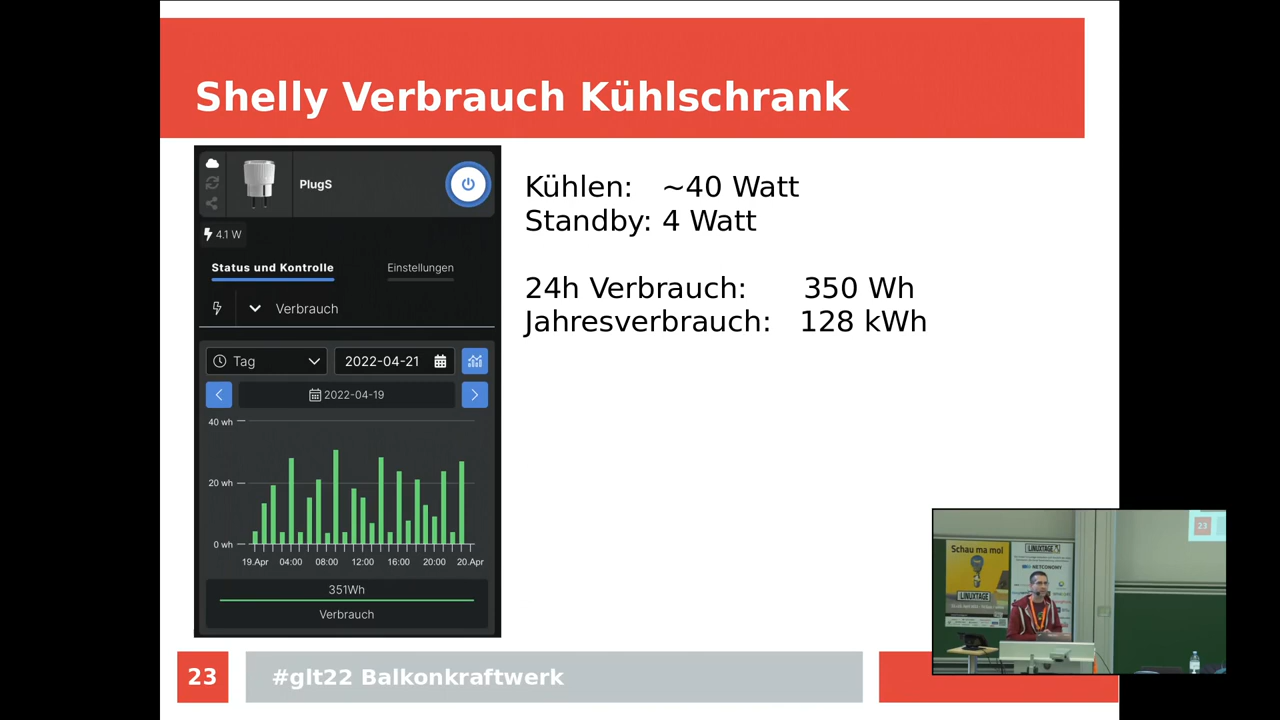 Shelly Verbrauch Kühlschrank
PlugS
4.1 W
Status und Kontrolle
Einstellungen
Verbrauch
Tag
2022-04-21
2022-04-19
40 wh
20 wh
0 wh
19.Apr 04:00 08:00 12:00 16:00 20:00 20.Apr
351Wh
Verbrauch
Kühlen: ~40 Watt
Standby: 4 Watt
24h Verbrauch: 350 Wh
Jahresverbrauch: 128 kWh
23
Schau ma mol
LINUXTAGE
LINUXTAGE
NETCONOMY
23
#glt22 Balkonkraftwerk